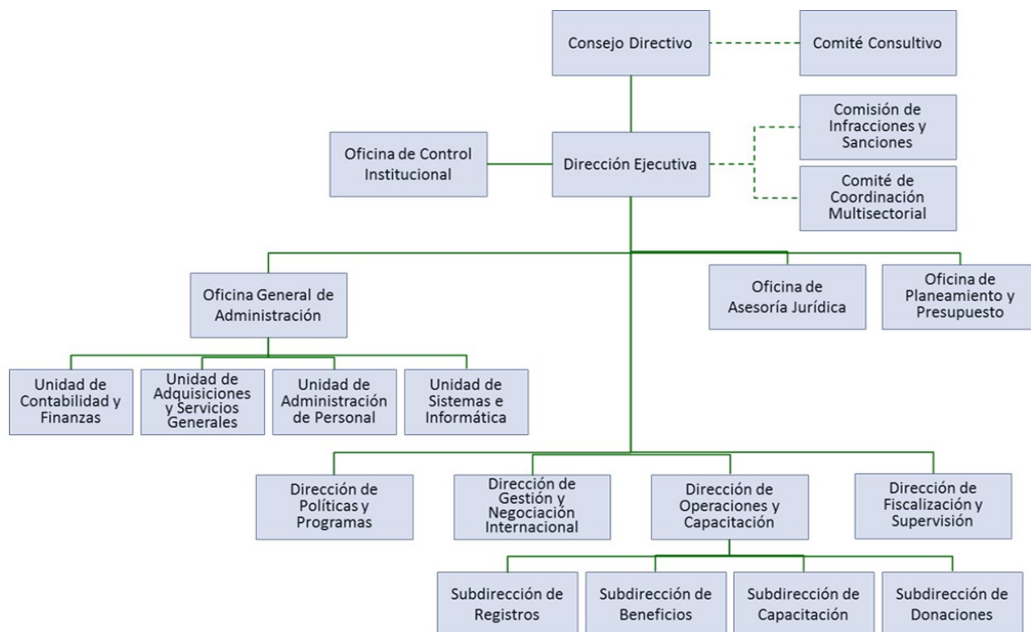 Consejo Directivo
Comité Consultivo
Comisión de
Infracciones y
Sanciones
Oficina de Control
Institucional
Dirección Ejecutiva
Comité de
Coordinación
Multisectorial
Oficina General de
Administración
Oficina de
Asesoría Jurídica
Oficina de
Planeamiento y
Presupuesto
Unidad de
Contabilidad y
Finanzas
Unidad de
Adquisiciones
y Servicios
Generales
Unidad de
Administración
de Personal
Unidad de
Sistemas e
Informática
Dirección de
Políticas y
Programas
Dirección de
Gestión y
Negociación
Internacional
Dirección de
Operaciones y
Capacitación
Dirección de
Fiscalización y
Supervisión
Subdirección de
Registros
Subdirección de
Beneficios
Subdirección de
Capacitación
Subdirección de
Donaciones